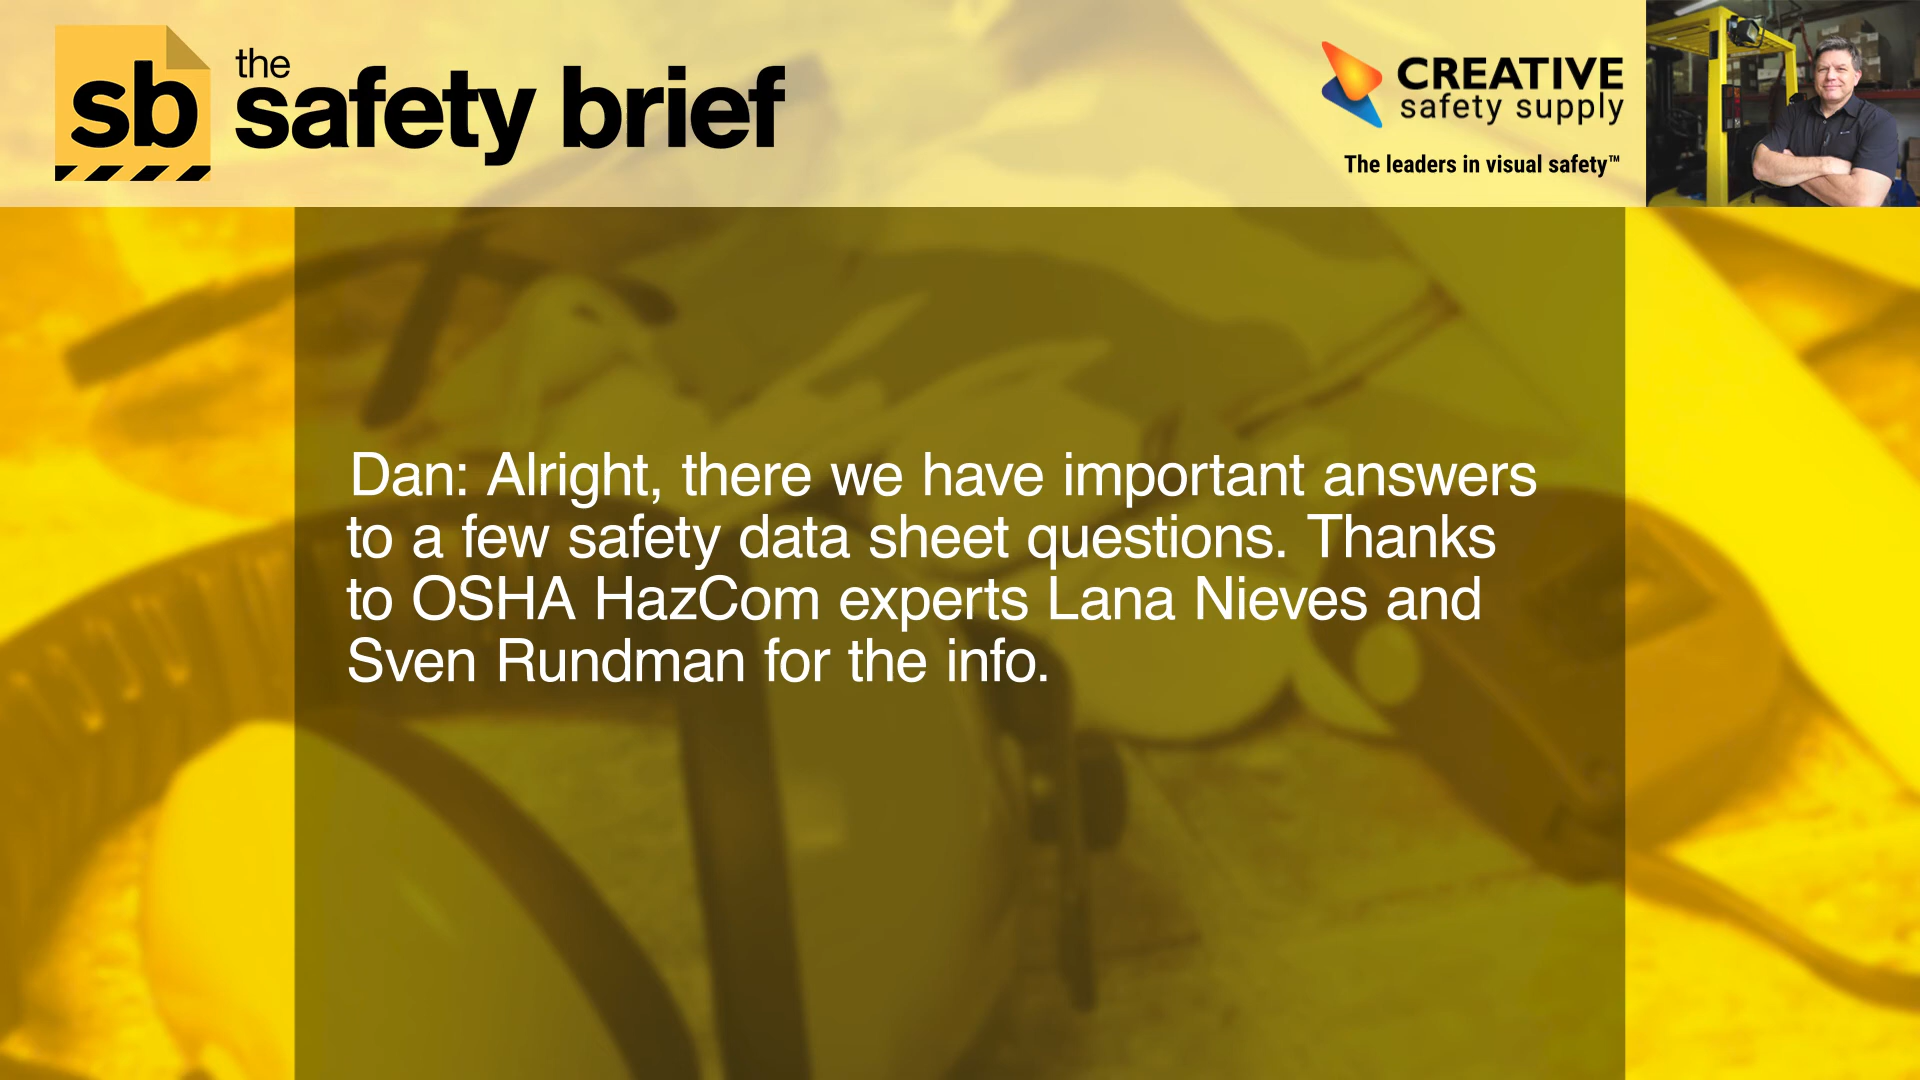 sb
the
safety brief
CREATIVE
safety supply
The leaders in visual safety™
Dan: Alright, there we have important answers
to a few safety data sheet questions. Thanks
to OSHA HazCom experts Lana Nieves and
Sven Rundman for the info.